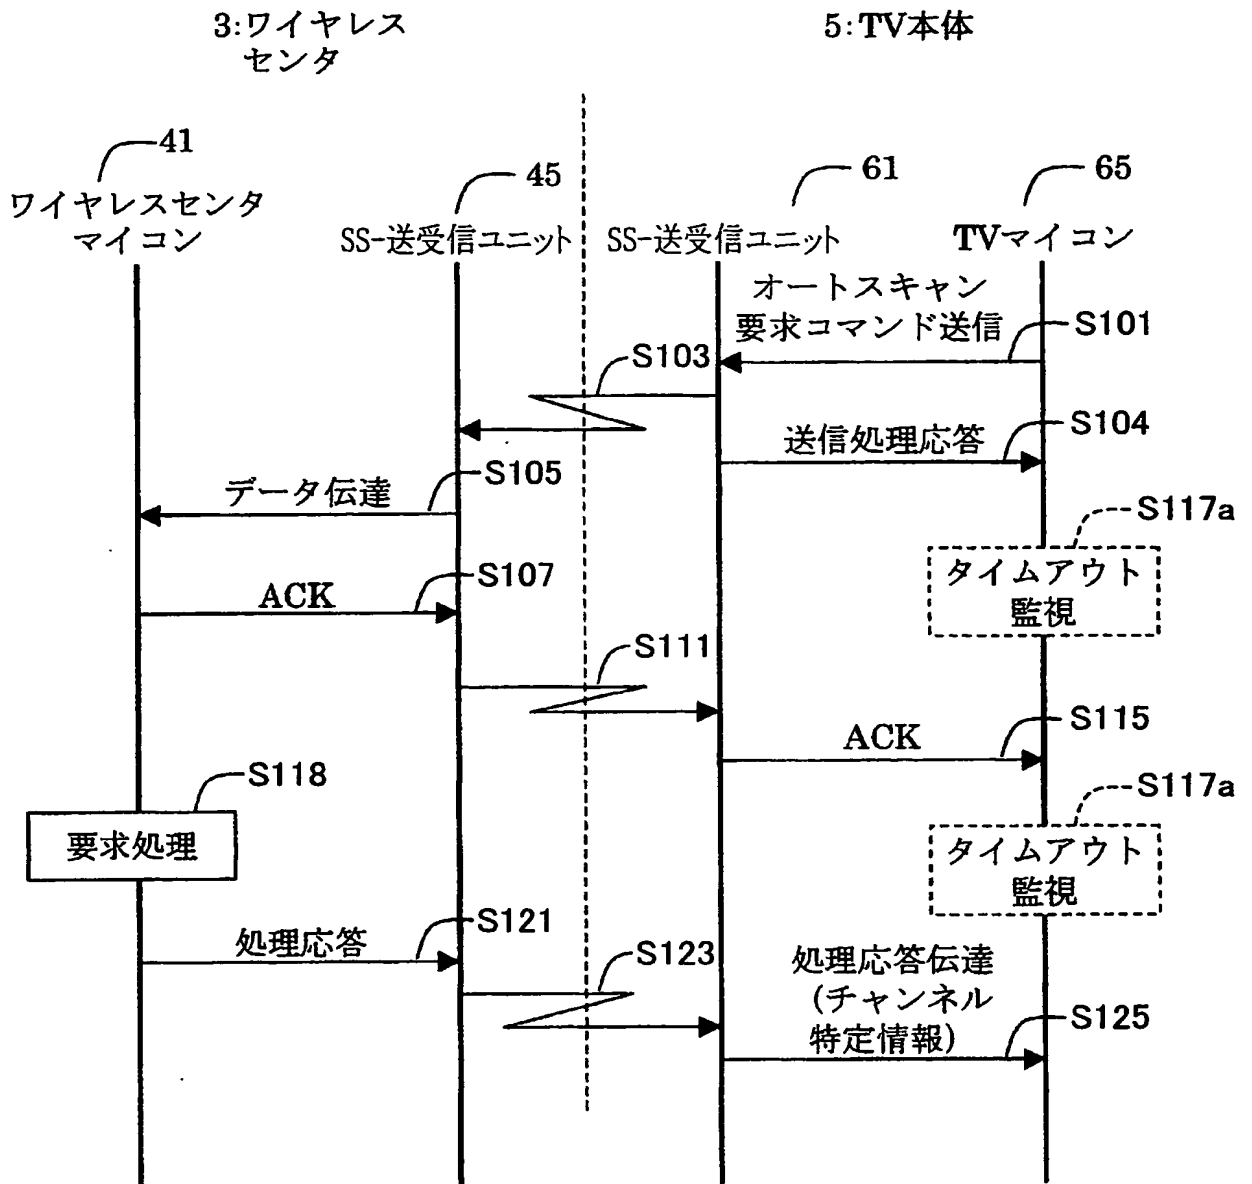 3:ワイヤレス
センタ
5:TV本体
41
ワイヤレスセンタ
マイコン
45
SS-送受信ユニット
61
SS-送受信ユニット
65
TVマイコン
オートスキャン
要求コマンド送信
S101
S103
送信処理応答
S104
データ伝達
S105
S117a
タイムアウト
監視
ACK
S107
S111
ACK
S115
S118
要求処理
S117a
タイムアウト
監視
処理応答
S121
S123
処理応答伝達
(チャンネル
特定情報)
S125